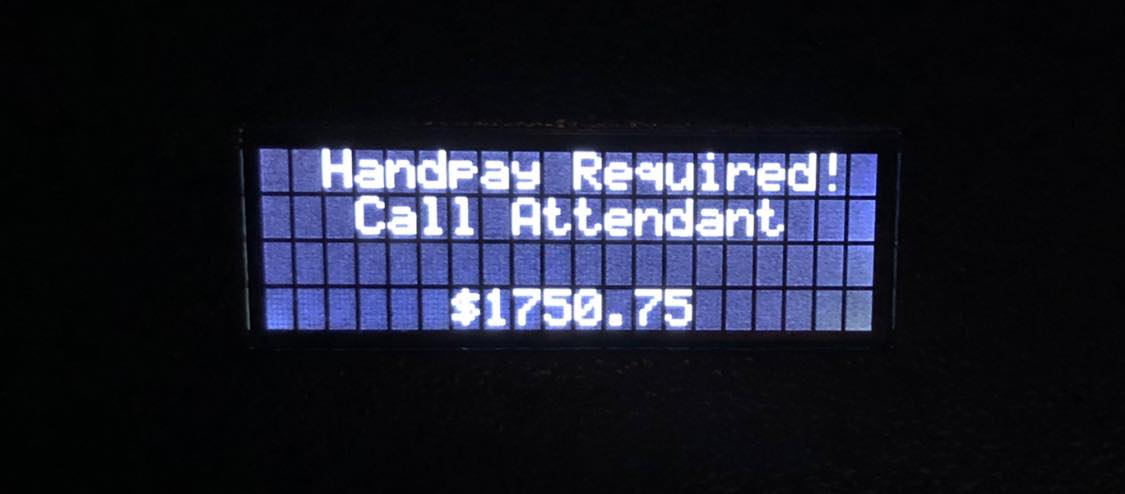 Handpay Required!
Call Attendant
$1750.75